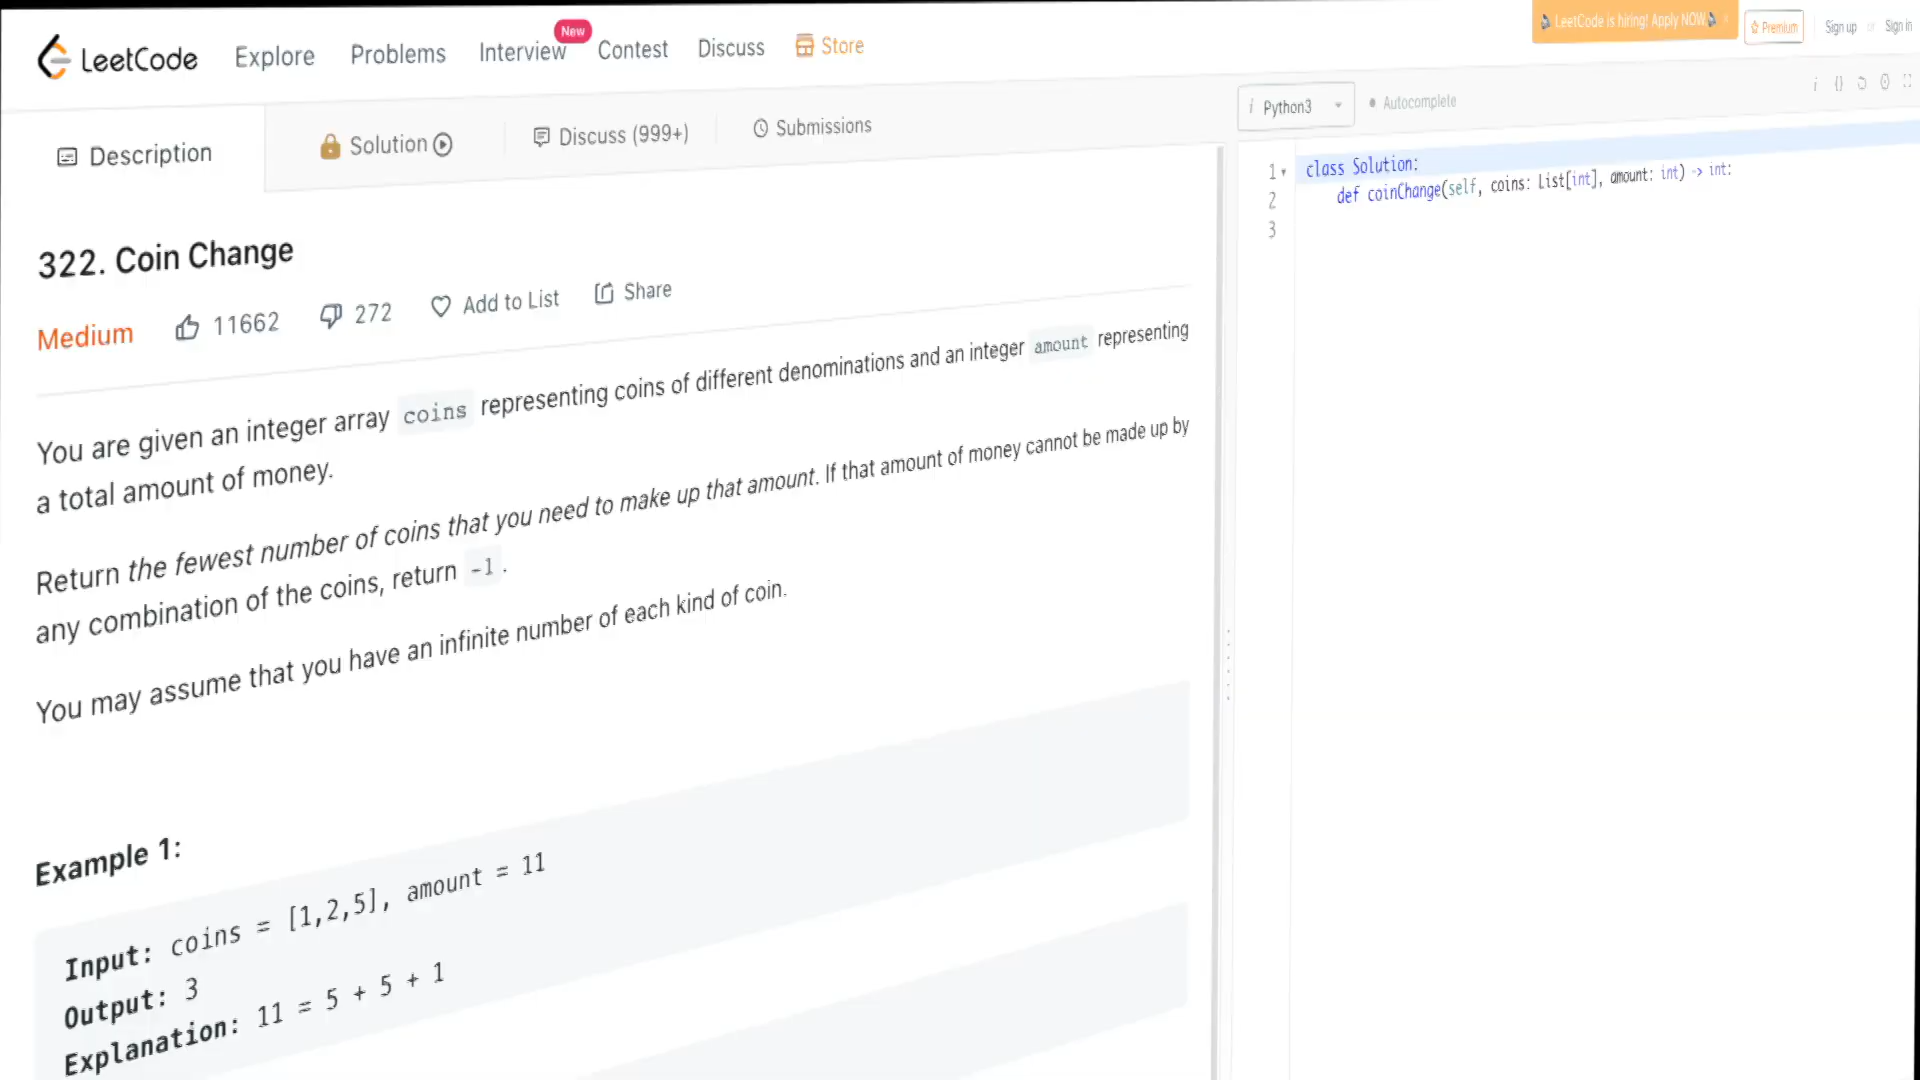 LeetCode
Explore
Problems
Interview
New
Contest
Discuss
Store
LeetCode is hiring! Apply NOW.
Premium
Sign up
or
Sign in
Description
Solution
Discuss (999+)
Submissions
i Python3
Autocomplete
i {}
322. Coin Change
Medium
11662
272
Add to List
Share
You are given an integer array coins representing coins of different denominations and an integer amount representing
a total amount of money.
Return the fewest number of coins that you need to make up that amount. If that amount of money cannot be made up by
any combination of the coins, return -1 .
You may assume that you have an infinite number of each kind of coin.
Example 1:
Input: coins = [1,2,5], amount = 11
Output: 3
Explanation: 11 = 5 + 5 + 1
1 class Solution:
2 def coinChange(self, coins: List[int], amount: int) -> int:
3